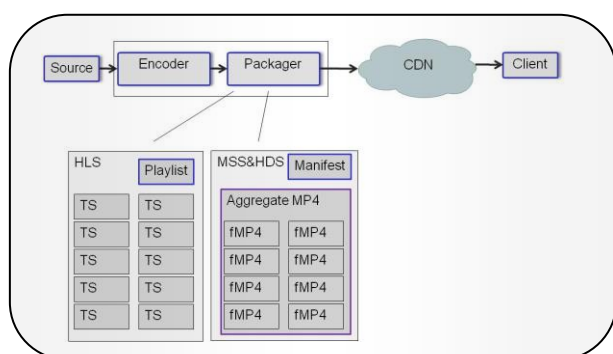 Source
Encoder
Packager
CDN
Client
HLS
Playlist
TS TS
TS TS
TS TS
TS TS
TS TS
MSS&HDS
Manifest
Aggregate MP4
fMP4 fMP4
fMP4 fMP4
fMP4 fMP4
fMP4 fMP4